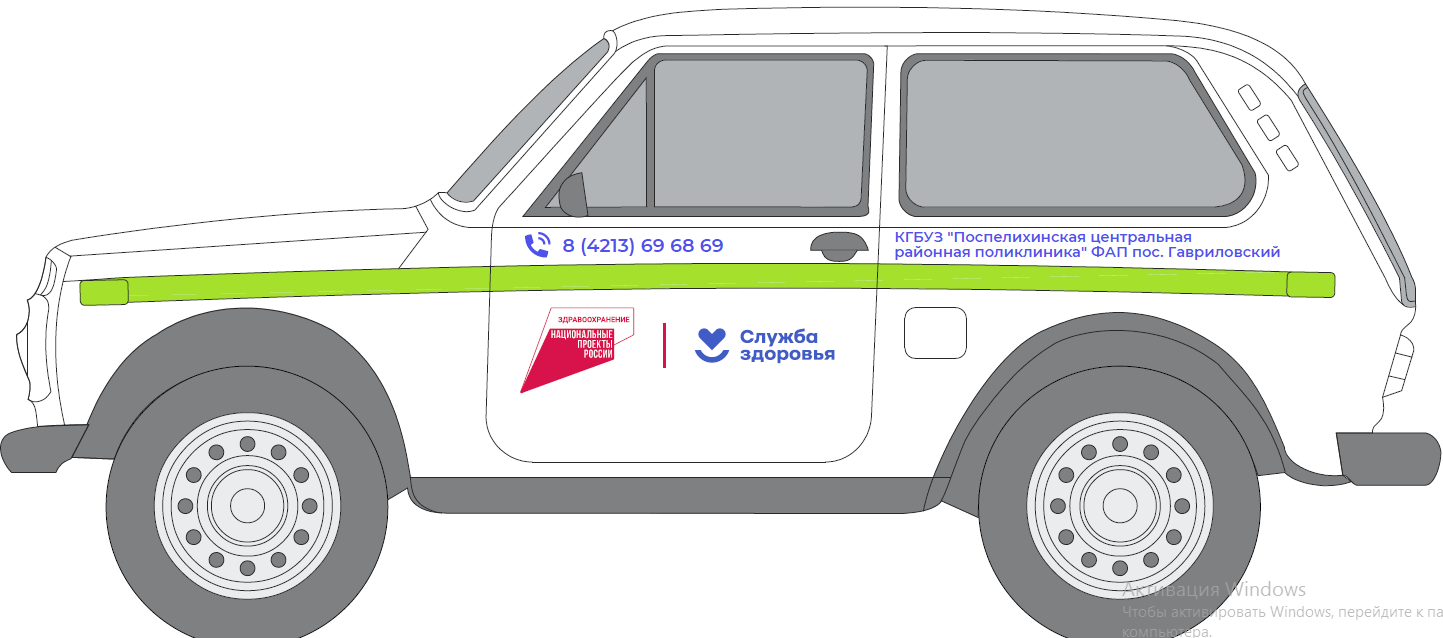 8 (4213) 69 68 69
КГБУЗ "Поспелихинская центральная
районная поликлиника" ФАП пос. Гавриловский
ЗДРАВООХРАНЕНИЕ
НАЦИОНАЛЬНЫЕ
ПРОЕКТЫ
РОССИИ
Служба
здоровья
Активация Windows
Чтобы активировать Windows, перейдите к па
компьютера.